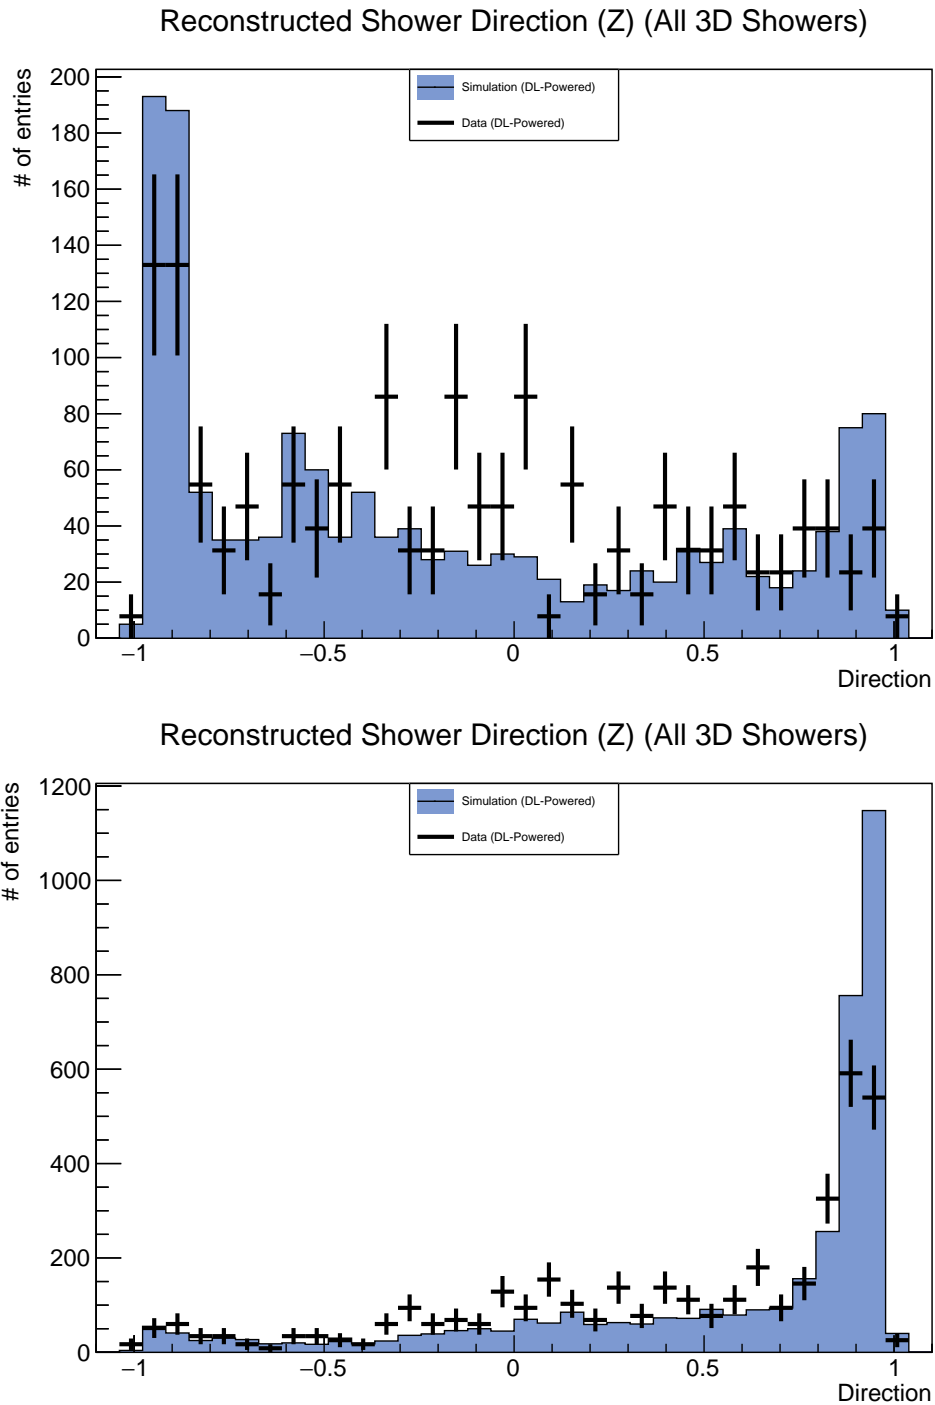 Reconstructed Shower Direction (Z) (All 3D Showers)
# of entries
200
180
160
140
120
100
80
60
40
20
0
Simulation (DL-Powered)
Data (DL-Powered)
−1
−0.5
0
0.5
1
Direction
Reconstructed Shower Direction (Z) (All 3D Showers)
# of entries
1200
1000
800
600
400
200
0
Simulation (DL-Powered)
Data (DL-Powered)
−1
−0.5
0
0.5
1
Direction